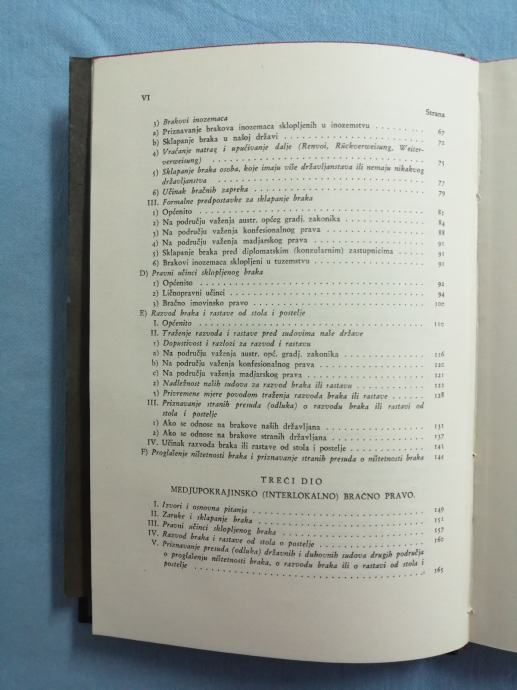 VI
Strana
3) Brakovi inozemaca
a) Priznavanje brakova inozemaca sklopljenih u inozemstvu . . . . . . . . 67
b) Sklapanje braka u našoj državi . . . . . . . . 72
4) Vraćanje natrag i upućivanje dalje (Renvoi, Rückverweisung, Weiter-
verweisung) . . . . . . . . 75
5) Sklapanje braka osoba, koje imaju više državljanstava ili nemaju nikakvog
državljanstva . . . . . . . . 77
6) Učinak bračnih zapreka . . . . . . . . 79
III. Formalne predpostavke za sklapanje braka
1) Općenito . . . . . . . . 81
2) Na području važenja austr. općeg gradj. zakonika . . . . . . . . 84
3) Na području važenja konfesionalnog prava . . . . . . . . 88
4) Na području važenja madjarskog prava . . . . . . . . 91
5) Sklapanje braka pred diplomatskim (konzularnim) zastupnicima . . . . . . . . 91
6) Brakovi inozemaca sklopljeni u tuzemstvu . . . . . . . . 91
D) Pravni učinci sklopljenog braka
1) Općenito . . . . . . . . 92
2) Ličnopravni učinci . . . . . . . . 94
3) Bračno imovinsko pravo . . . . . . . . 100
E) Razvod braka i rastave od stola i postelje
I. Općenito . . . . . . . . 110
II. Traženje razvoda i rastave pred sudovima naše države
1) Dopustivost i razlozi za razvod i rastavu
a) Na području važenja austr. op. gradj. zakonika . . . . . . . . 116
b) Na području važenja konfesionalnog prava . . . . . . . . 120
c) Na području važenja madjarskog prava . . . . . . . . 121
2) Nadležnost naših sudova za razvod braka ili rastavu . . . . . . . . 121
3) Privremene mjere povodom traženja razvoda braka ili rastave . . . . . . . . 128
III. Priznavanje stranih presuda (odluka) o razvodu braka ili rastavi od
stola i postelje
1) Ako se odnose na brakove naših državljana . . . . . . . . 131
2) Ako se odnose na brakove stranih državljana . . . . . . . . 137
IV. Učinak razvoda braka ili rastave od stola i postelje . . . . . . . . 141
F) Proglašenje ništetnosti braka i priznavanje stranih presuda o ništetnosti braka 144
TREĆI DIO
MEDJUPOKRAJINSKO (INTERLOKALNO) BRAČNO PRAVO.
I. Izvori i osnovna pitanja . . . . . . . . 149
II. Zaruke i sklapanje braka . . . . . . . . 151
III. Pravni učinci sklopljenog braka . . . . . . . . 157
IV. Razvod braka i rastave od stola o postelje . . . . . . . . 160
V. Priznavanje presuda (odluka) državnih i duhovnih sudova drugih područja
o proglašenju ništetnosti braka, o razvodu braka ili o rastavi od stola i
postelje . . . . . . . . 165